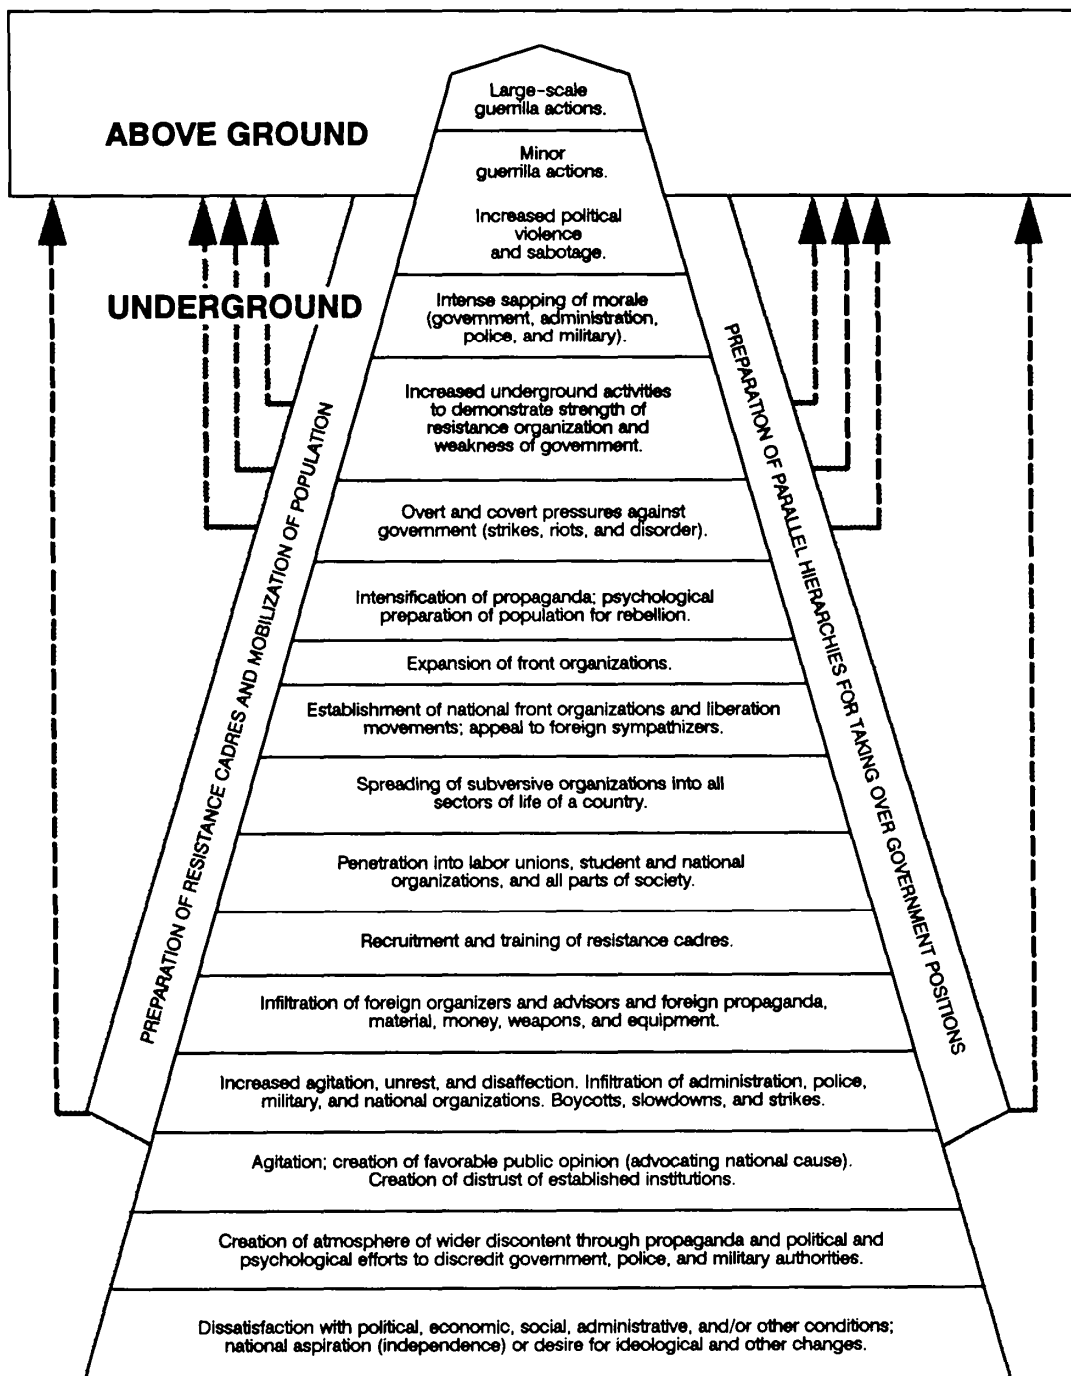 ABOVE GROUND
Large-scale
guerrilla actions.
Minor
guerrilla actions.
Increased political
violence
and sabotage.
UNDERGROUND
Intense sapping of morale
(government, administration,
police, and military).
Increased underground activities
to demonstrate strength of
resistance organization and
weakness of government.
Overt and covert pressures against
government (strikes, riots, and disorder).
Intensification of propaganda; psychological
preparation of population for rebellion.
Expansion of front organizations.
Establishment of national front organizations and liberation
movements; appeal to foreign sympathizers.
Spreading of subversive organizations into all
sectors of life of a country.
Penetration into labor unions, student and national
organizations, and all parts of society.
Recruitment and training of resistance cadres.
Infiltration of foreign organizers and advisors and foreign propaganda,
material, money, weapons, and equipment.
Increased agitation, unrest, and disaffection. Infiltration of administration, police,
military, and national organizations. Boycotts, slowdowns, and strikes.
Agitation; creation of favorable public opinion (advocating national cause).
Creation of distrust of established institutions.
Creation of atmosphere of wider discontent through propaganda and political and
psychological efforts to discredit government, police, and military authorities.
Dissatisfaction with political, economic, social, administrative, and/or other conditions;
national aspiration (independence) or desire for ideological and other changes.
PREPARATION OF RESISTANCE CADRES AND MOBILIZATION OF POPULATION
PREPARATION OF PARALLEL HIERARCHIES FOR TAKING OVER GOVERNMENT POSITIONS